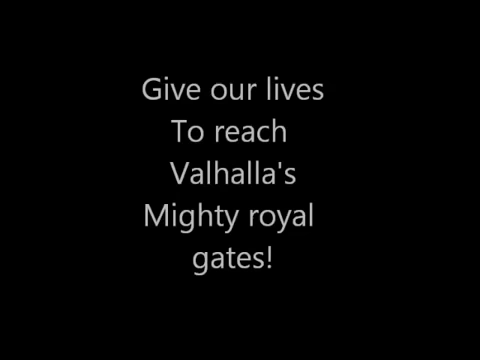 Give our lives
To reach
Valhalla's
Mighty royal
gates!